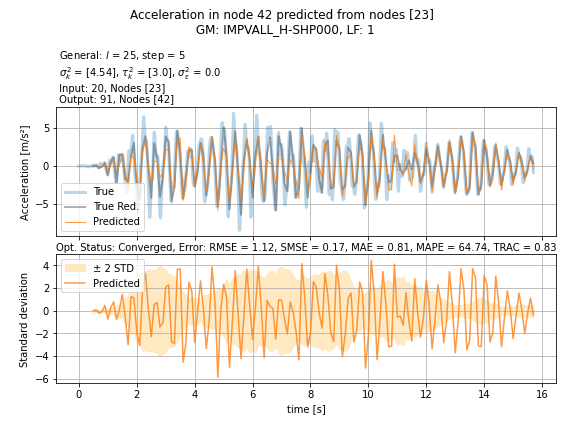 Acceleration in node 42 predicted from nodes [23]
GM: IMPVALL_H-SHP000, LF: 1
General: l = 25, step = 5
σ²ₖ = [4.54], τ²ₖ = [3.0], σ²ε = 0.0
Input: 20, Nodes [23]
Output: 91, Nodes [42]
Acceleration [m/s²]
5
0
−5
True
True Red.
Predicted
Opt. Status: Converged, Error: RMSE = 1.12, SMSE = 0.17, MAE = 0.81, MAPE = 64.74, TRAC = 0.83
Standard deviation
4
2
0
−2
−4
−6
± 2 STD
Predicted
0 2 4 6 8 10 12 14 16
time [s]